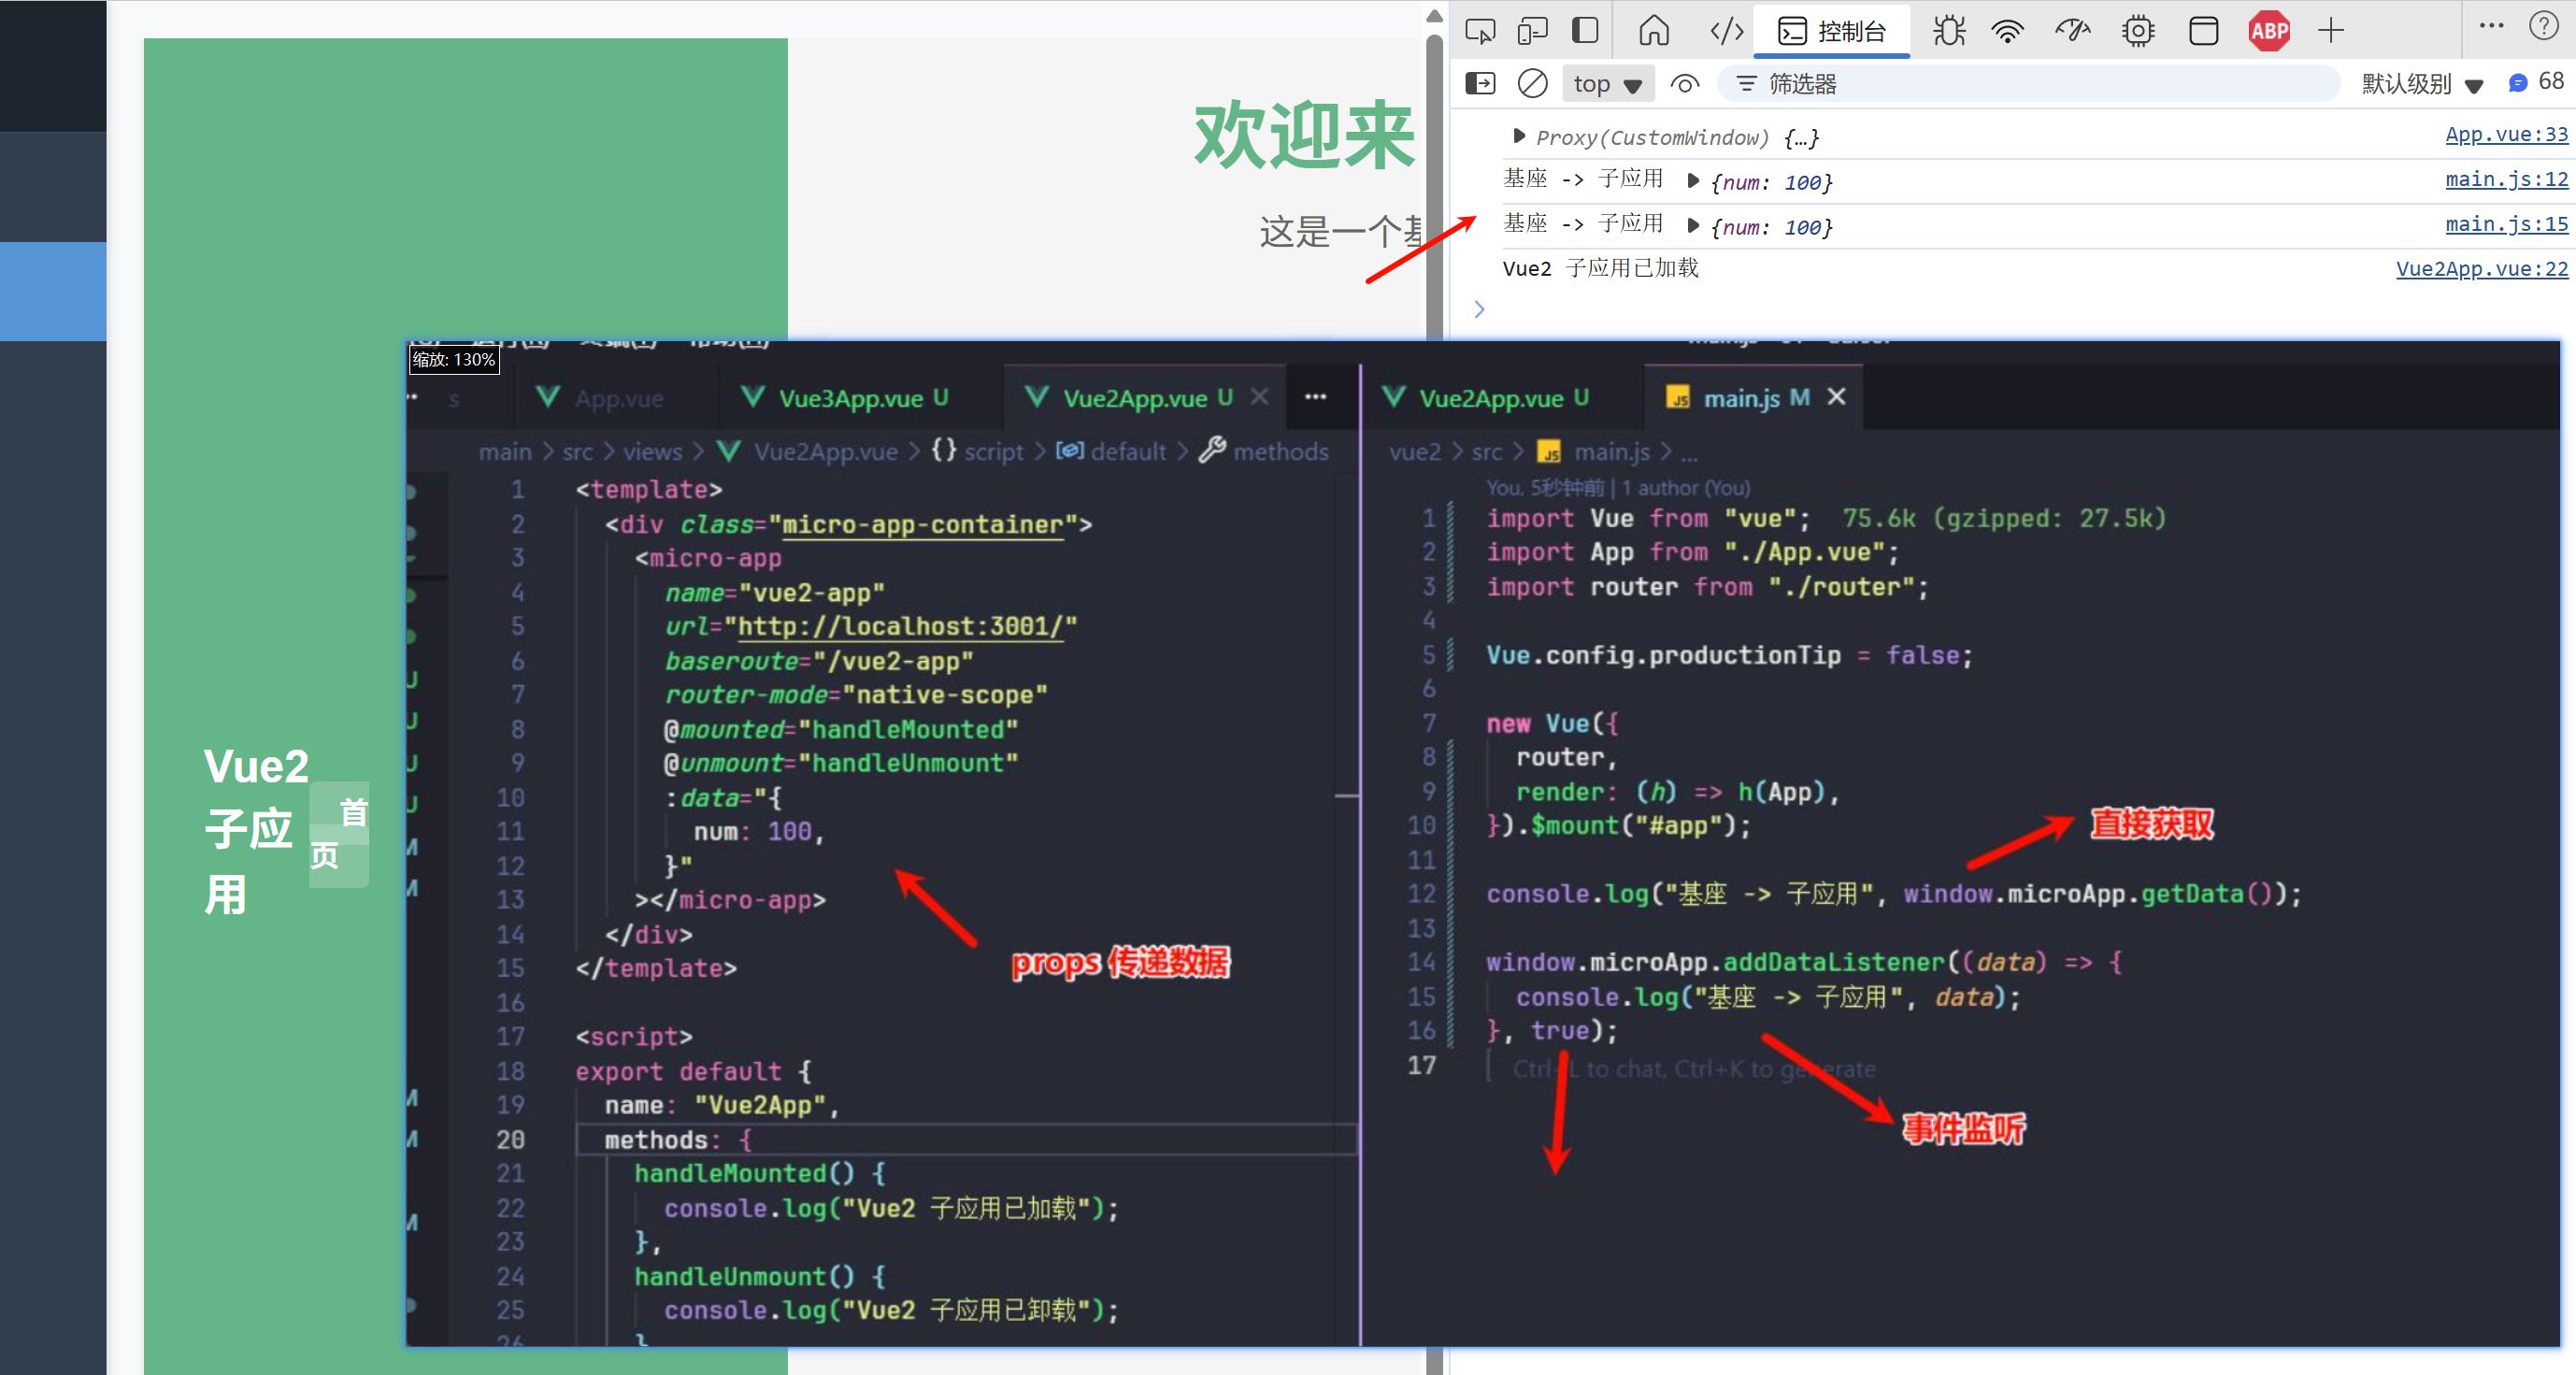 欢迎来
这是一个基
Vue2
子应
用
首
页
控制台
ABP
top
筛选器
默认级别
68
Proxy(CustomWindow) {…}
App.vue:33
基座 -> 子应用 {num: 100}
main.js:12
基座 -> 子应用 {num: 100}
main.js:15
Vue2 子应用已加载
Vue2App.vue:22
缩放: 130%
s
App.vue
Vue3App.vue U
Vue2App.vue U
main > src > views > Vue2App.vue > {} script > default > methods
1 <template>
2 <div class="micro-app-container">
3 <micro-app
4 name="vue2-app"
5 url="http://localhost:3001/"
6 baseroute="/vue2-app"
7 router-mode="native-scope"
8 @mounted="handleMounted"
9 @unmount="handleUnmount"
10 :data="{
11 num: 100,
12 }"
13 ></micro-app>
14 </div>
15 </template>
16
17 <script>
18 export default {
19 name: "Vue2App",
20 methods: {
21 handleMounted() {
22 console.log("Vue2 子应用已加载");
23 },
24 handleUnmount() {
25 console.log("Vue2 子应用已卸载");
26 }
props 传递数据
Vue2App.vue U
JS main.js M
vue2 > src > JS main.js > ...
You, 5秒钟前 | 1 author (You)
1 import Vue from "vue"; 75.6k (gzipped: 27.5k)
2 import App from "./App.vue";
3 import router from "./router";
4
5 Vue.config.productionTip = false;
6
7 new Vue({
8 router,
9 render: (h) => h(App),
10 }).$mount("#app");
11
12 console.log("基座 -> 子应用", window.microApp.getData());
13
14 window.microApp.addDataListener((data) => {
15 console.log("基座 -> 子应用", data);
16 }, true);
17 Ctrl+L to chat, Ctrl+K to generate
直接获取
事件监听